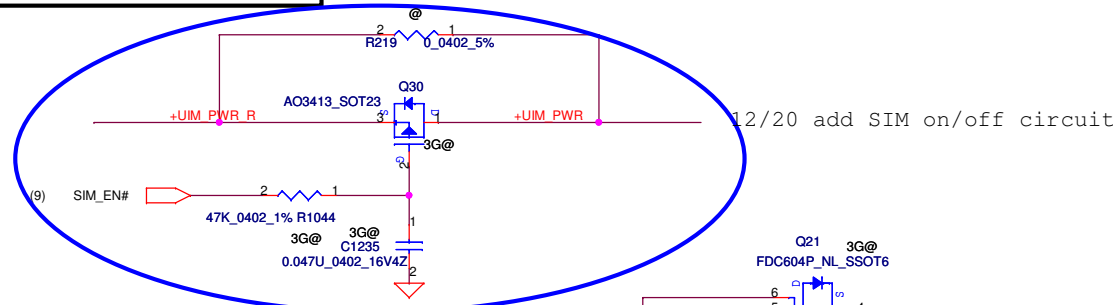 @
2 1
R219 0_0402_5%
Q30
AO3413_SOT23
+UIM_PWR_R 3 S D 1 +UIM_PWR
12/20 add SIM on/off circuit
3G@
G
2
(9) SIM_EN# 2 1
47K_0402_1% R1044
1
3G@ 3G@
C1235
0.047U_0402_16V4Z
2
Q21 3G@
FDC604P_NL_SSOT6
D S
6